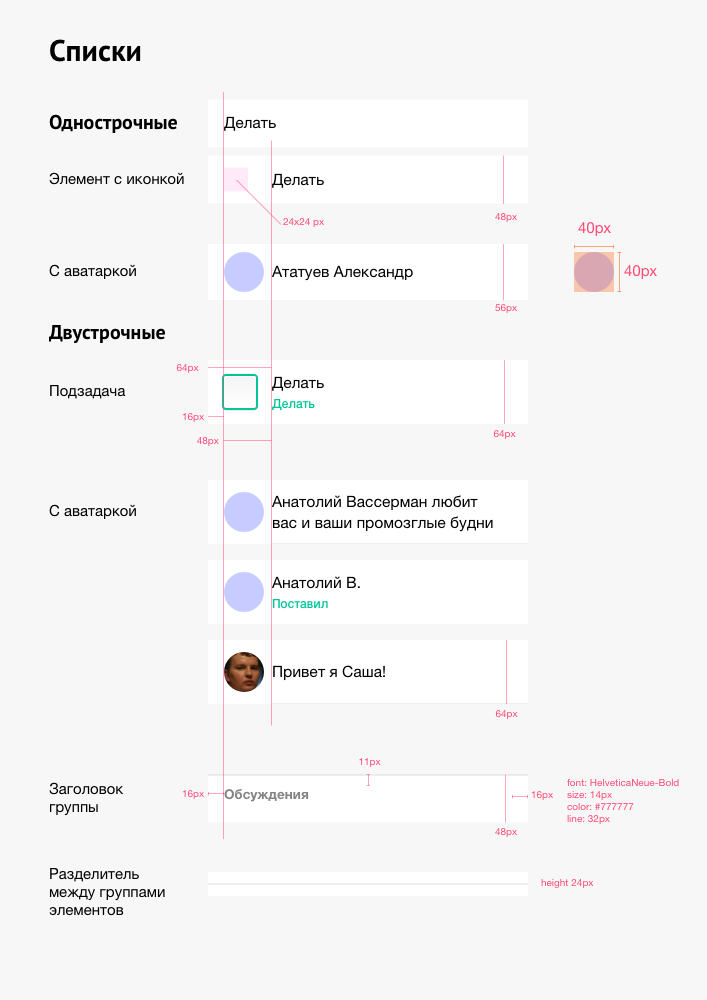 Списки
Однострочные
Делать
Элемент с иконкой
Делать
24x24 px
48px
40px
С аватаркой
Ататуев Александр
40px
56px
Двустрочные
64px
Подзадача
Делать
Делать
16px
64px
48px
С аватаркой
Анатолий Вассерман любит
вас и ваши промозглые будни
Анатолий В.
Поставил
Привет я Саша!
64px
11px
Заголовок
группы
16px
Обсуждения
16px
font: HelveticaNeue-Bold
size: 14px
color: #777777
line: 32px
48px
Разделитель
между группами
элементов
height 24px